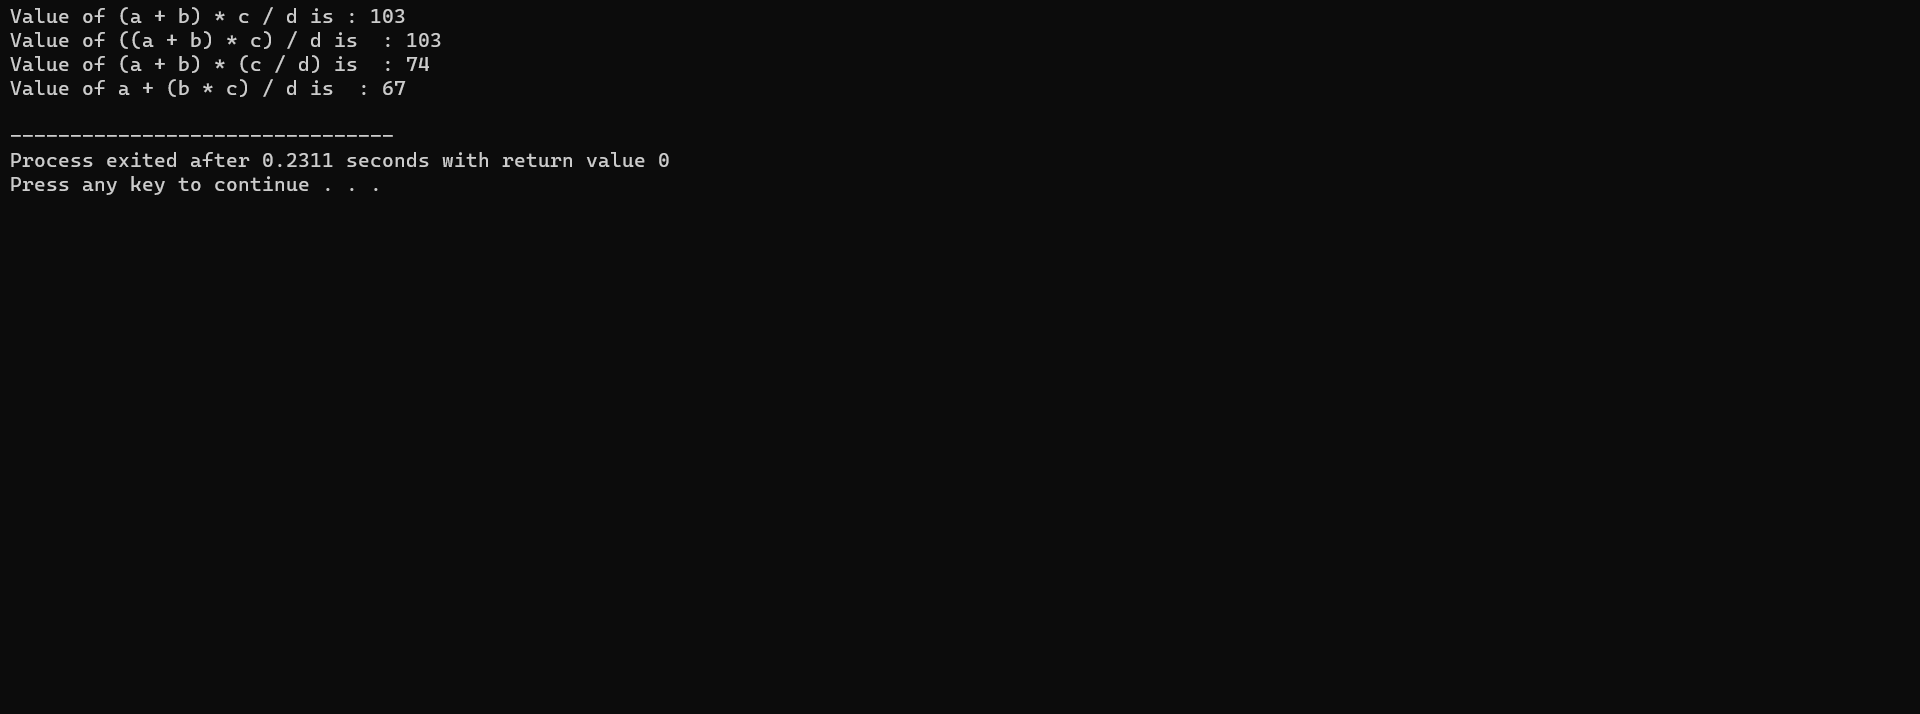 Value of (a + b) * c / d is : 103
Value of ((a + b) * c) / d is  : 103
Value of (a + b) * (c / d) is  : 74
Value of a + (b * c) / d is  : 67

--------------------------------
Process exited after 0.2311 seconds with return value 0
Press any key to continue . . .